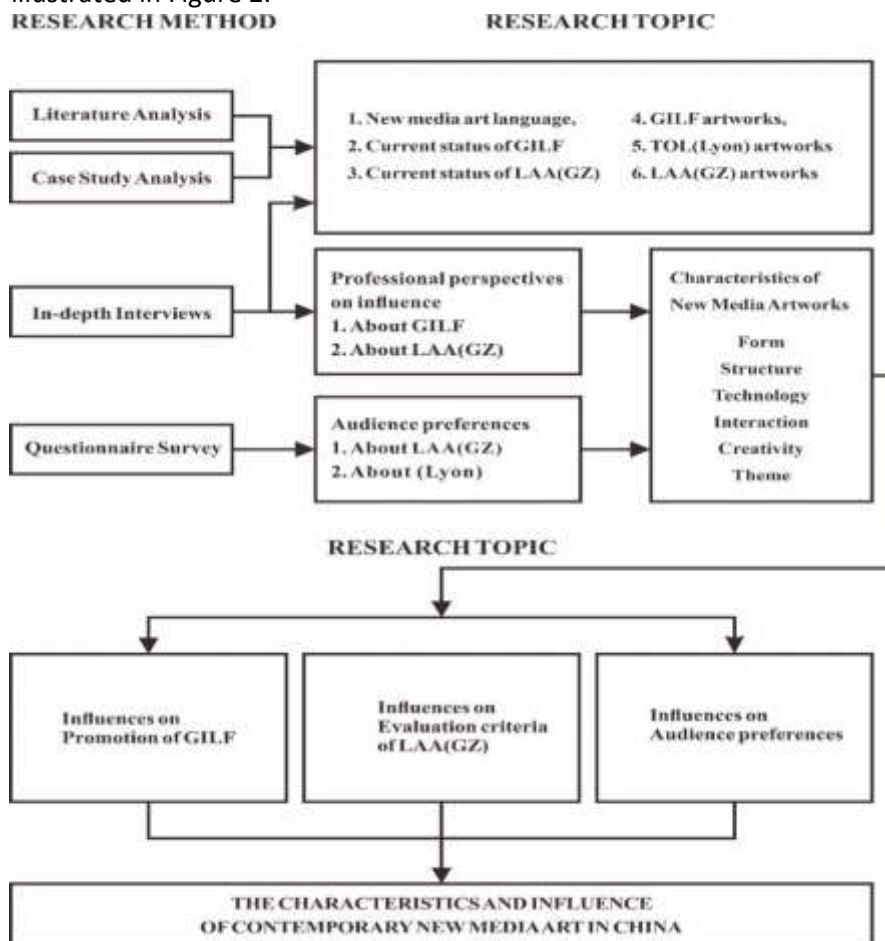 illustrated in Figure 2.
RESEARCH METHOD
RESEARCH TOPIC
Literature Analysis
Case Study Analysis
1. New media art language,
2. Current status of GILF
3. Current status of LAA(GZ)
4. GILF artworks,
5. TOL(Lyon) artworks
6. LAA(GZ) artworks
In-depth Interviews
Professional perspectives
on influence
1. About GILF
2. About LAA(GZ)
Questionnaire Survey
Audience preferences
1. About LAA(GZ)
2. About (Lyon)
Characteristics of
New Media Artworks
Form
Structure
Technology
Interaction
Creativity
Theme
RESEARCH TOPIC
Influences on
Promotion of GILF
Influences on
Evaluation criteria
of LAA(GZ)
Influences on
Audience preferences
THE CHARACTERISTICS AND INFLUENCE
OF CONTEMPORARY NEW MEDIA ART IN CHINA